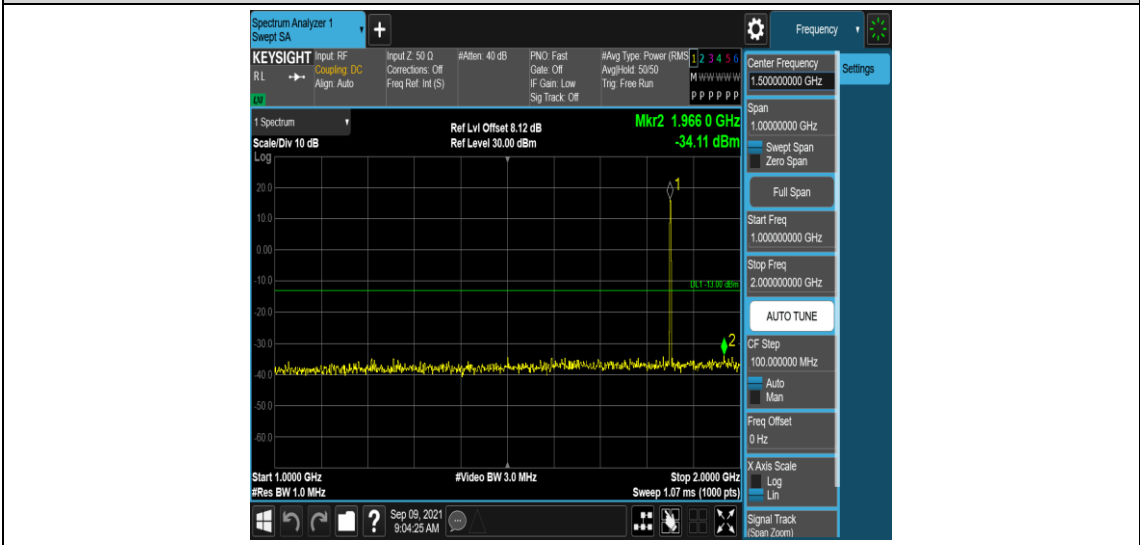 Spectrum Analyzer 1
Swept SA
+
Frequency
KEYSIGHT
RL
LXI
Input: RF
Coupling: DC
Align: Auto
Input Z: 50 Ω
Corrections: Off
Freq Ref: Int (S)
#Atten: 40 dB
PNO: Fast
Gate: Off
IF Gain: Low
Sig Track: Off
#Avg Type: Power (RMS
Avg|Hold: 50/50
Trig: Free Run
1 2 3 4 5 6
M W W W W W
P P P P P P
1 Spectrum
Scale/Div 10 dB
Log
Ref Lvl Offset 8.12 dB
Ref Level 30.00 dBm
Mkr2 1.966 0 GHz
-34.11 dBm
20.0
10.0
0.00
-10.0
-20.0
-30.0
-40.0
-50.0
-60.0
1
DL1 -13.00 dBm
2
Start 1.0000 GHz
#Res BW 1.0 MHz
#Video BW 3.0 MHz
Stop 2.0000 GHz
Sweep 1.07 ms (1000 pts)
?
Sep 09, 2021
9:04:25 AM
Center Frequency
1.500000000 GHz
Settings
Span
1.00000000 GHz
Swept Span
Zero Span
Full Span
Start Freq
1.000000000 GHz
Stop Freq
2.000000000 GHz
AUTO TUNE
CF Step
100.000000 MHz
Auto
Man
Freq Offset
0 Hz
X Axis Scale
Log
Lin
Signal Track
(Span Zoom)